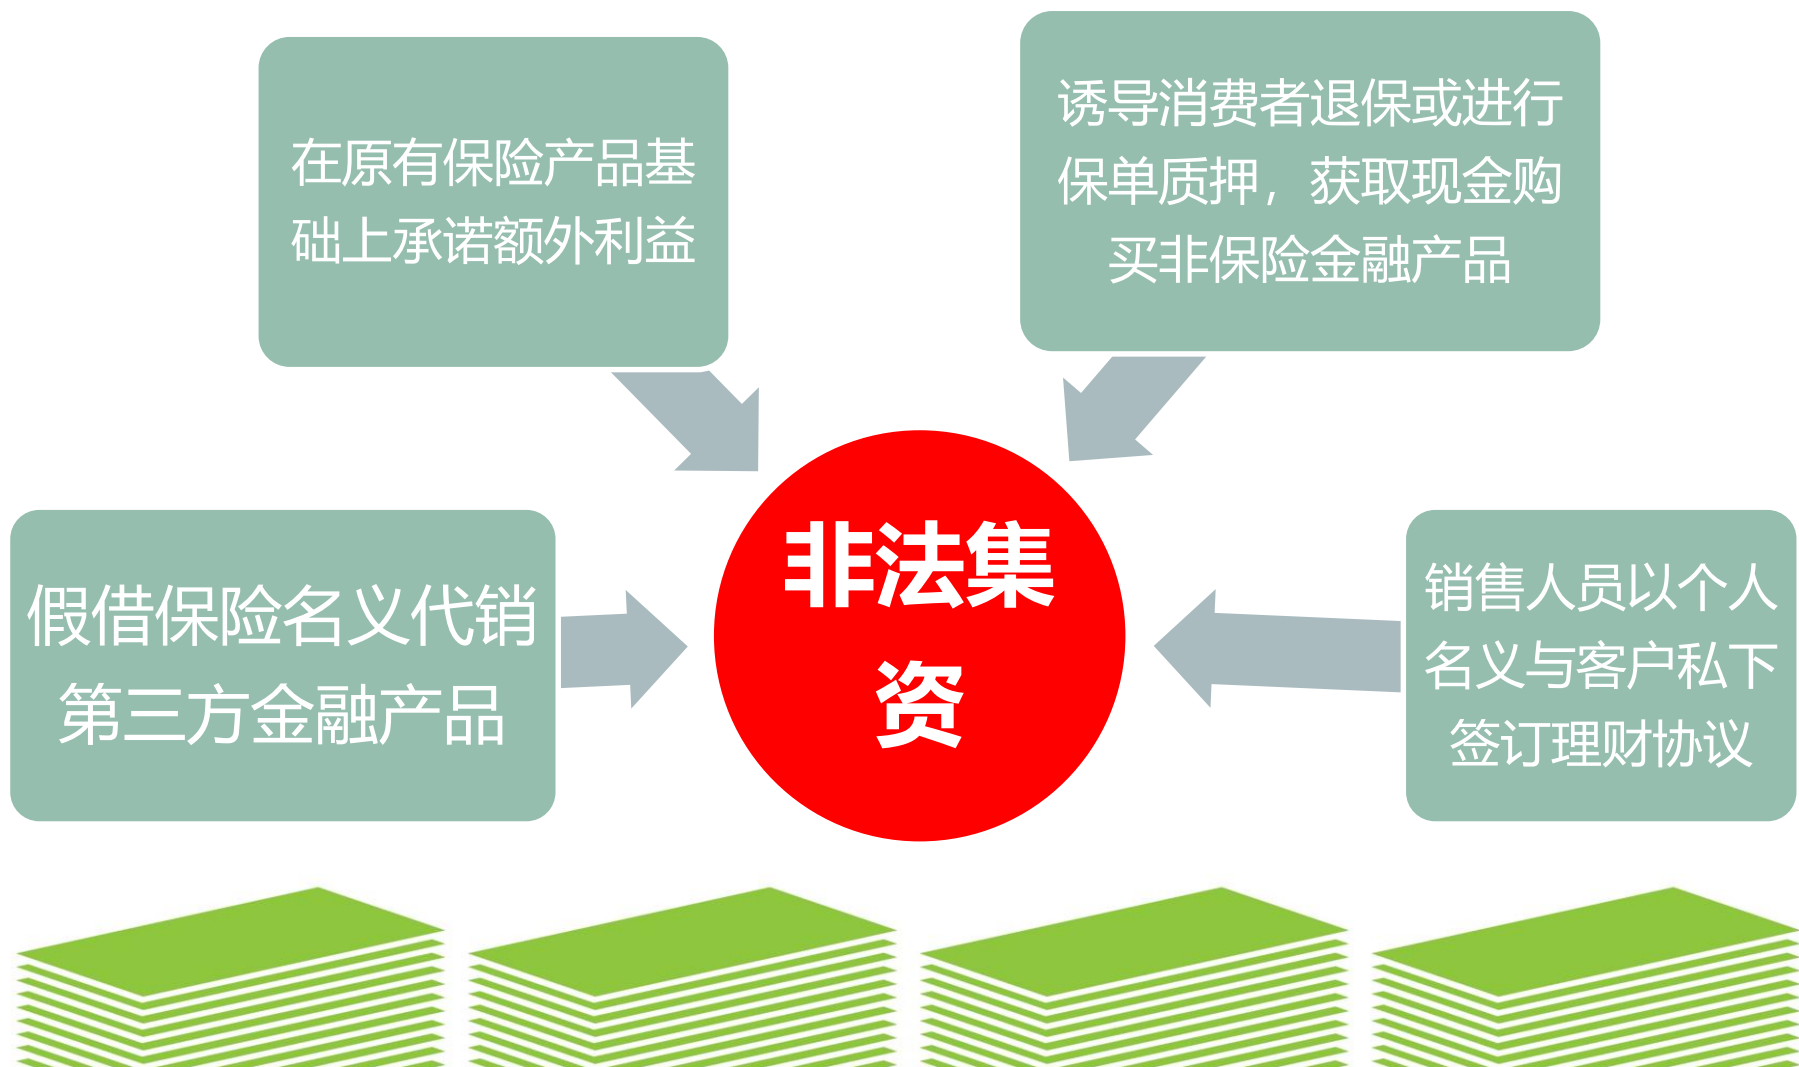 在原有保险产品基
础上承诺额外利益
诱导消费者退保或进行
保单质押，获取现金购
买非保险金融产品
假借保险名义代销
第三方金融产品
非法集
资
销售人员以个人
名义与客户私下
签订理财协议